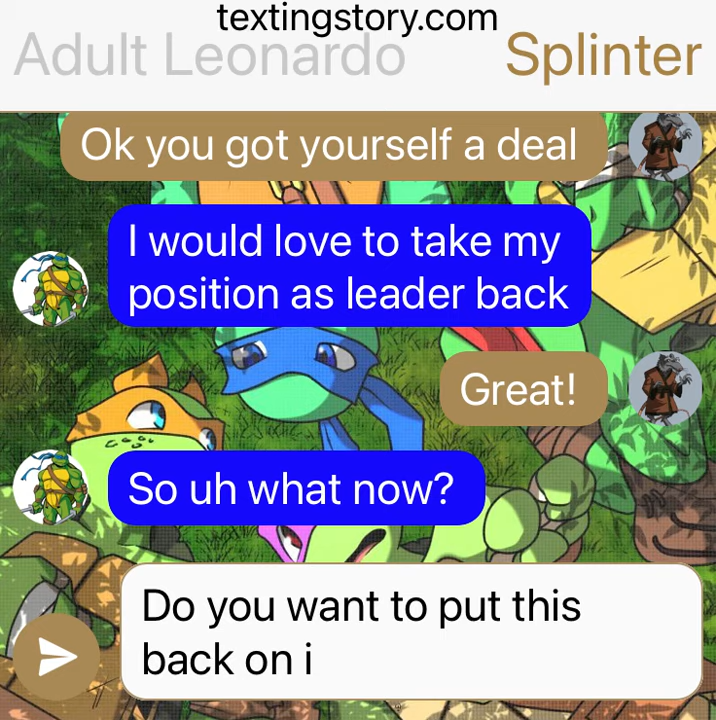 textingstory.com
Adult Leonardo
Splinter
Ok you got yourself a deal
I would love to take my
position as leader back
Great!
So uh what now?
Do you want to put this
back on i